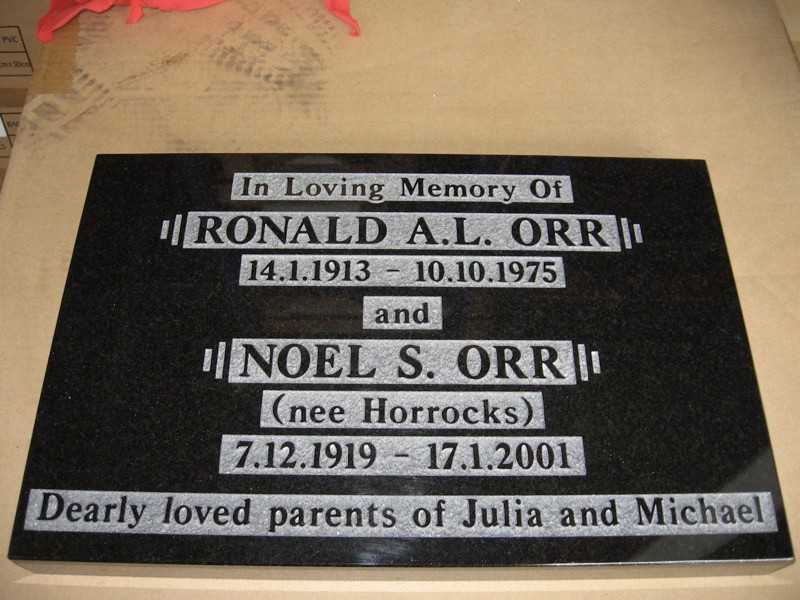 PVC
In Loving Memory Of
RONALD A.L. ORR
14.1.1913 - 10.10.1975
and
NOEL S. ORR
(nee Horrocks)
7.12.1919 - 17.1.2001
Dearly loved parents of Julia and Michael